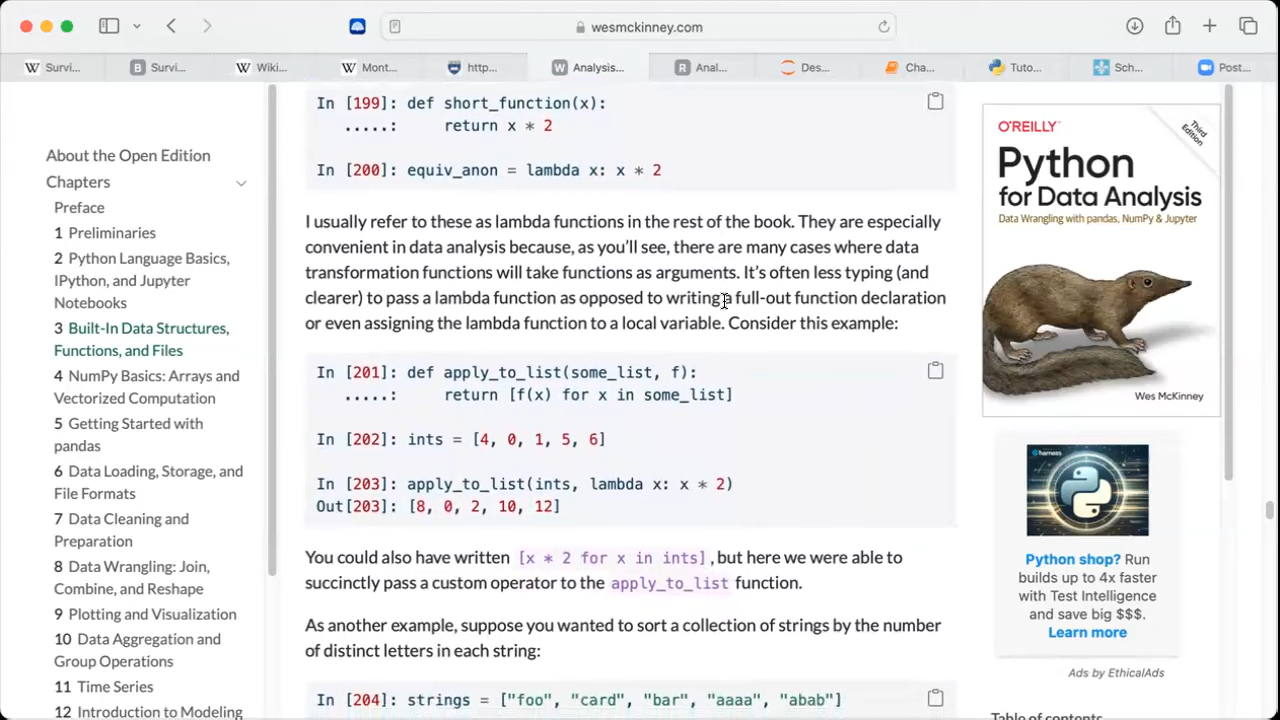 wesmckinney.com
Survi...
Survi...
Wiki...
Mont...
http...
Analysis...
Anal...
Des...
Cha...
Tuto...
Sch...
Post...
About the Open Edition
Chapters
Preface
1 Preliminaries
2 Python Language Basics,
IPython, and Jupyter
Notebooks
3 Built-In Data Structures,
Functions, and Files
4 NumPy Basics: Arrays and
Vectorized Computation
5 Getting Started with
pandas
6 Data Loading, Storage, and
File Formats
7 Data Cleaning and
Preparation
8 Data Wrangling: Join,
Combine, and Reshape
9 Plotting and Visualization
10 Data Aggregation and
Group Operations
11 Time Series
12 Introduction to Modeling
In [199]: def short_function(x):
.....:     return x * 2
In [200]: equiv_anon = lambda x: x * 2
I usually refer to these as lambda functions in the rest of the book. They are especially
convenient in data analysis because, as you’ll see, there are many cases where data
transformation functions will take functions as arguments. It’s often less typing (and
clearer) to pass a lambda function as opposed to writing a full-out function declaration
or even assigning the lambda function to a local variable. Consider this example:
In [201]: def apply_to_list(some_list, f):
.....:     return [f(x) for x in some_list]
In [202]: ints = [4, 0, 1, 5, 6]
In [203]: apply_to_list(ints, lambda x: x * 2)
Out[203]: [8, 0, 2, 10, 12]
You could also have written [x * 2 for x in ints], but here we were able to
succinctly pass a custom operator to the apply_to_list function.
As another example, suppose you wanted to sort a collection of strings by the number
of distinct letters in each string:
In [204]: strings = ["foo", "card", "bar", "aaaa", "abab"]
O'REILLY®
Third
Edition
Python
for Data Analysis
Data Wrangling with pandas, NumPy & Jupyter
Wes McKinney
harness
Python shop? Run
builds up to 4x faster
with Test Intelligence
and save big $$$.
Learn more
Ads by EthicalAds
Table of contents